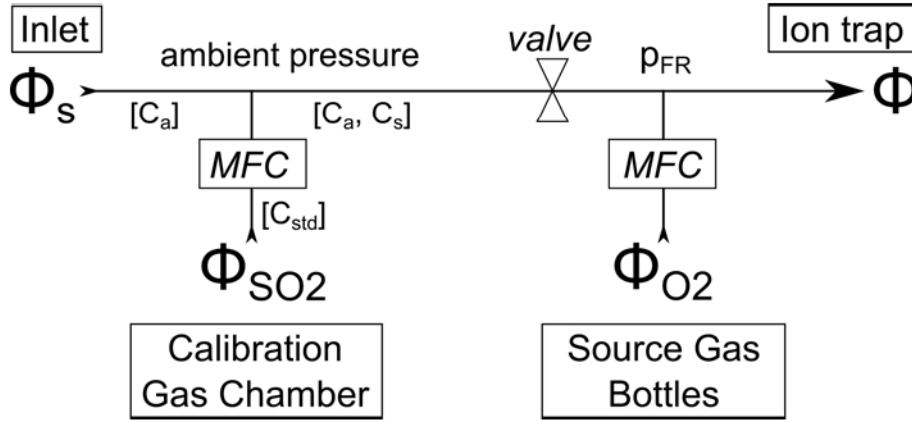 Inlet
valve
Ion trap
ambient pressure
pFR
Φs
Φ
[Ca]
[Ca, Cs]
MFC
MFC
[Cstd]
ΦSO2
ΦO2
Calibration
Gas Chamber
Source Gas
Bottles